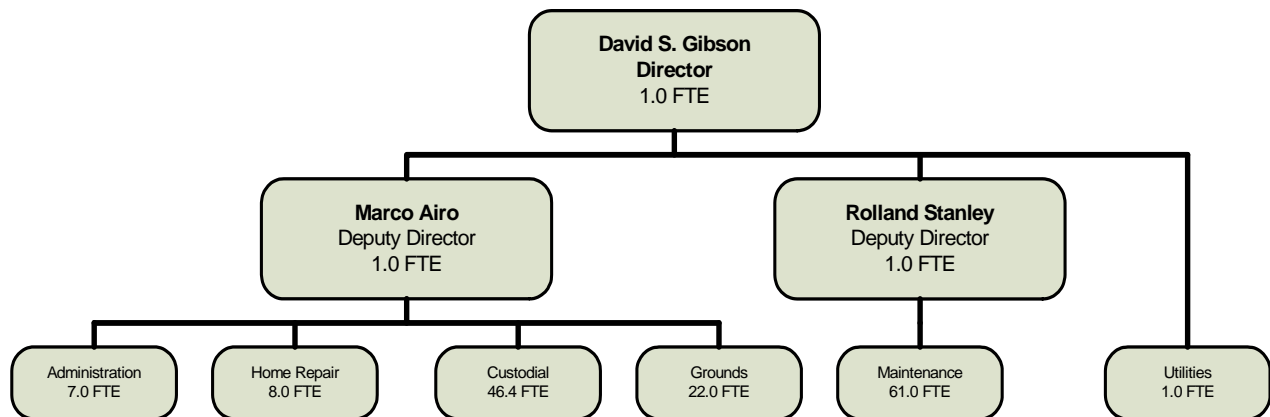 David S. Gibson
Director
1.0 FTE
Marco Airo
Deputy Director
1.0 FTE
Rolland Stanley
Deputy Director
1.0 FTE
Administration
7.0 FTE
Home Repair
8.0 FTE
Custodial
46.4 FTE
Grounds
22.0 FTE
Maintenance
61.0 FTE
Utilities
1.0 FTE